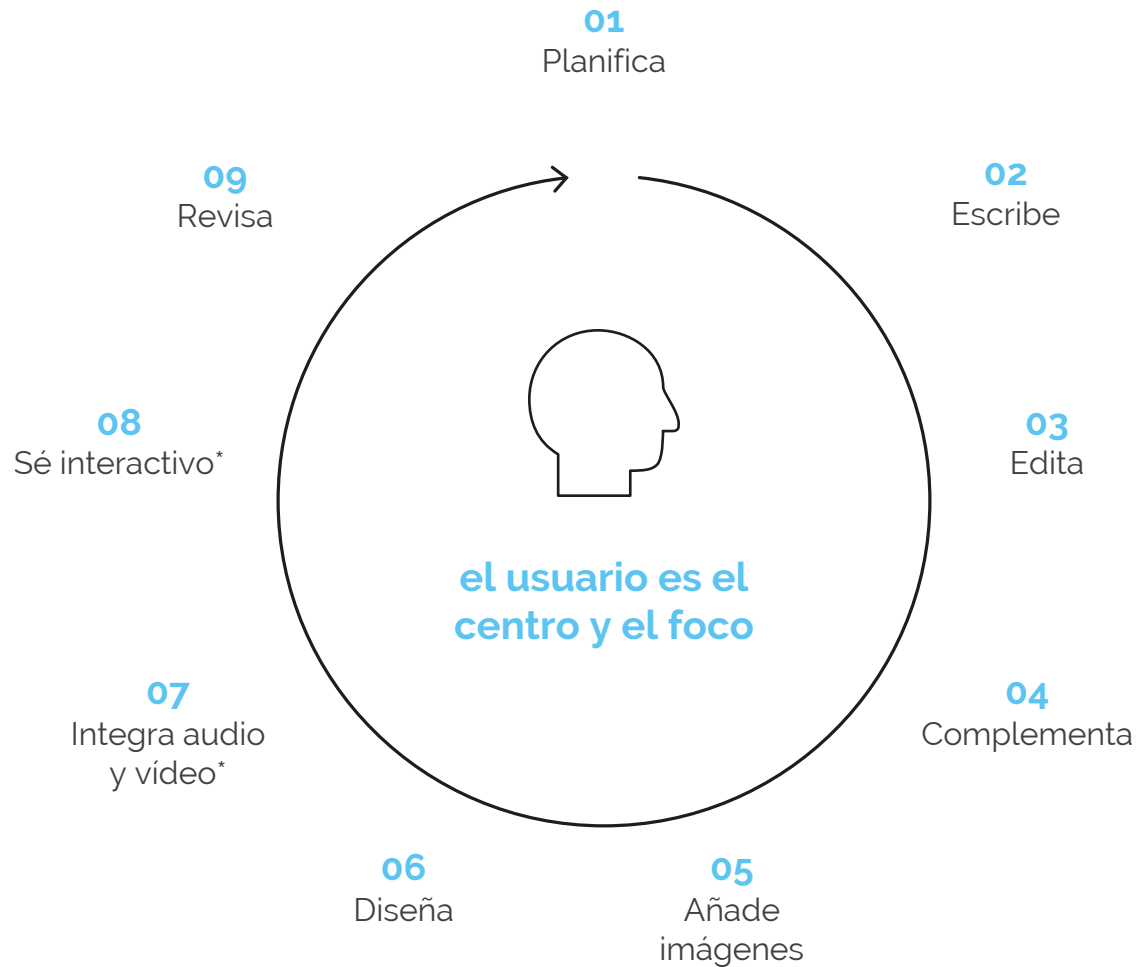 01
Planifica
02
Escribe
03
Edita
04
Complementa
05
Añade
imágenes
06
Diseña
07
Integra audio
y vídeo*
08
Sé interactivo*
09
Revisa
el usuario es el
centro y el foco